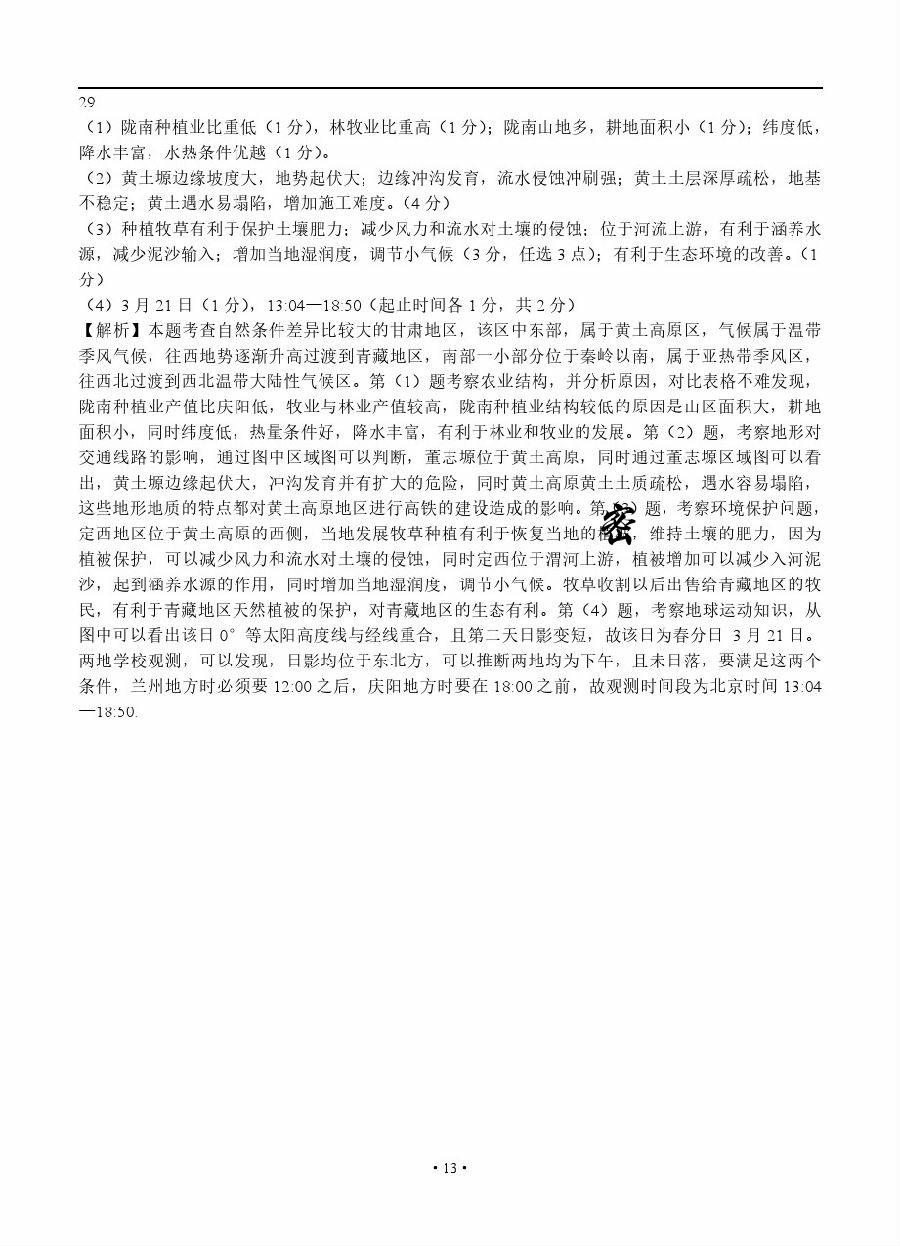 29
（1）陇南种植业比重低（1 分），林牧业比重高（1 分）；陇南山地多，耕地面积小（1 分）；纬度低，
降水丰富，水热条件优越（1 分）。
（2）黄土塬边缘坡度大，地势起伏大；边缘冲沟发育，流水侵蚀冲刷强；黄土土层深厚疏松，地基
不稳定；黄土遇水易塌陷，增加施工难度。（4 分）
（3）种植牧草有利于保护土壤肥力；减少风力和流水对土壤的侵蚀；位于河流上游，有利于涵养水
源，减少泥沙输入；增加当地湿润度，调节小气候（3 分，任选 3 点）；有利于生态环境的改善。（1
分）
（4）3 月 21 日（1 分），13:04—18:50（起止时间各 1 分，共 2 分）
【解析】本题考查自然条件差异比较大的甘肃地区，该区中东部，属于黄土高原区，气候属于温带
季风气候，往西地势逐渐升高过渡到青藏地区，南部一小部分位于秦岭以南，属于亚热带季风区，
往西北过渡到西北温带大陆性气候区。第（1）题考察农业结构，并分析原因，对比表格不难发现，
陇南种植业产值比庆阳低，牧业与林业产值较高，陇南种植业结构较低的原因是山区面积大，耕地
面积小，同时纬度低，热量条件好，降水丰富，有利于林业和牧业的发展。第（2）题，考察地形对
交通线路的影响，通过图中区域图可以判断，董志塬位于黄土高原，同时通过董志塬区域图可以看
出，黄土塬边缘起伏大，冲沟发育并有扩大的危险，同时黄土高原黄土土质疏松，遇水容易塌陷，
这些地形地质的特点都对黄土高原地区进行高铁的建设造成的影响。第 ）题，考察环境保护问题，
定西地区位于黄土高原的西侧，当地发展牧草种植有利于恢复当地的 ，维持土壤的肥力，因为
植被保护，可以减少风力和流水对土壤的侵蚀，同时定西位于渭河上游，植被增加可以减少入河泥
沙，起到涵养水源的作用，同时增加当地湿润度，调节小气候。牧草收割以后出售给青藏地区的牧
民，有利于青藏地区天然植被的保护，对青藏地区的生态有利。第（4）题，考察地球运动知识，从
图中可以看出该日 0° 等太阳高度线与经线重合，且第二天日影变短，故该日为春分日 3 月 21 日。
两地学校观测，可以发现，日影均位于东北方，可以推断两地均为下午，且未日落，要满足这两个
条件，兰州地方时必须要 12:00 之后，庆阳地方时要在 18:00 之前，故观测时间段为北京时间 13:04
—18:50.
密
· 13 ·